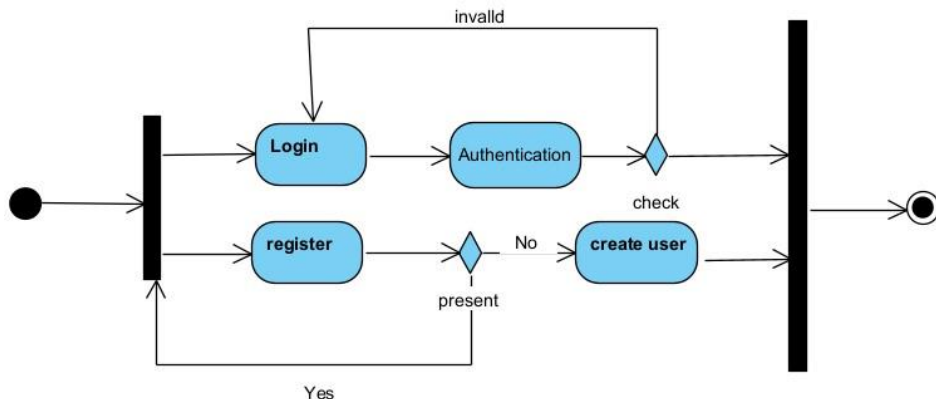 invalId
Login
Authentication
check
register
No
create user
present
Yes